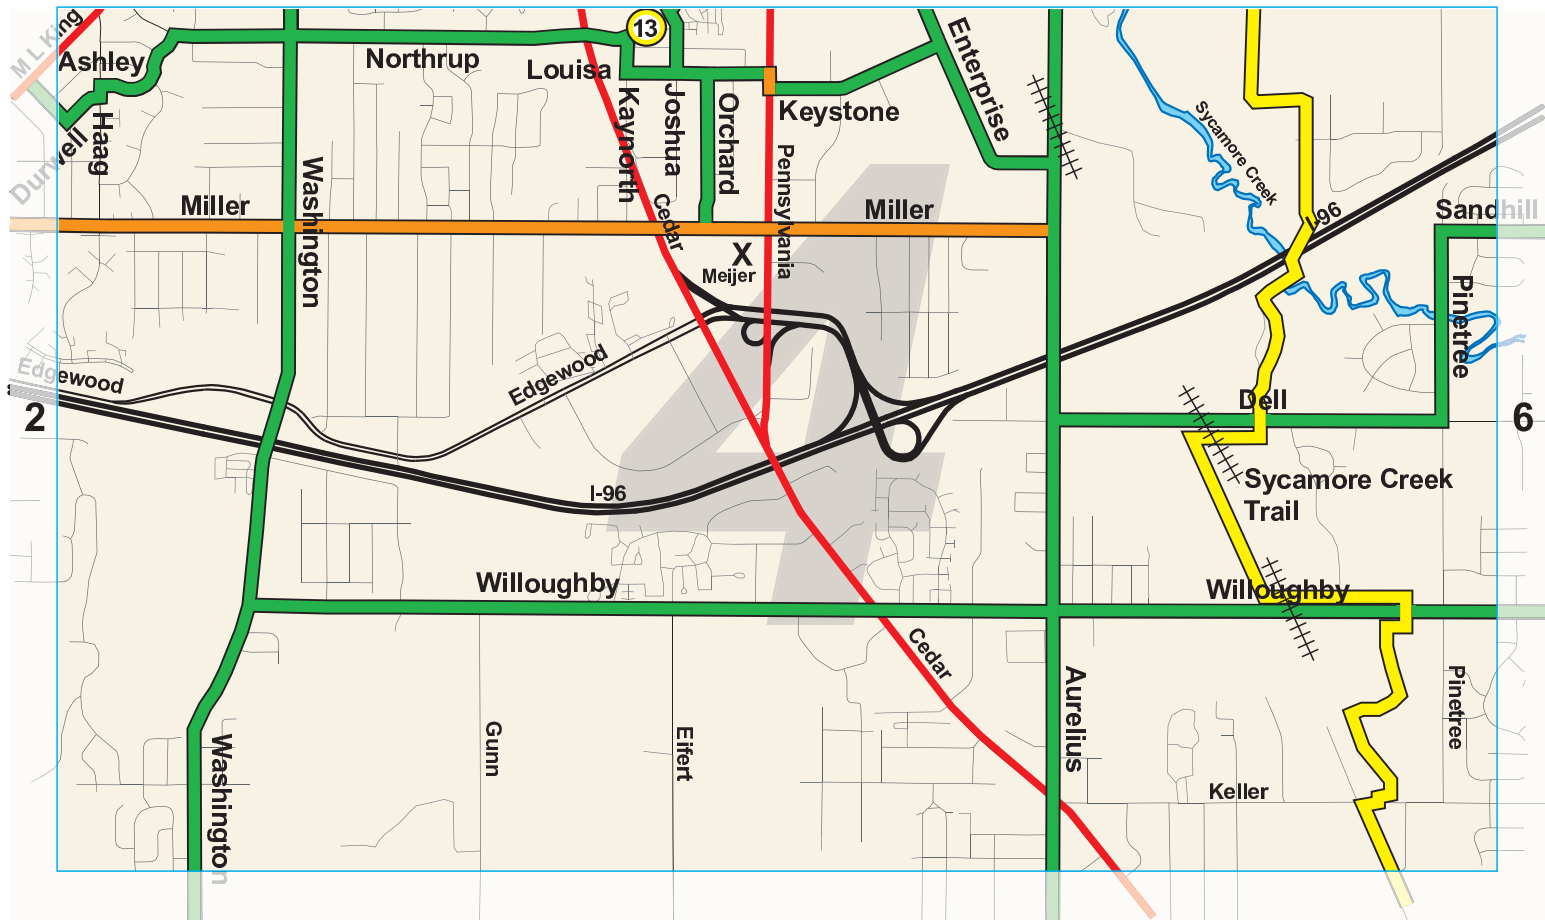 M L King
Ashley
Northrup
13
Louisa
Enterprise
Durwell
Haag
Kaynorth
Joshua
Orchard
Keystone
Sycamore Creek
Washington
Pennsylvania
Miller
Cedar
Miller
I-96
Sandhill
X
Meijer
Pinetree
Edgewood
Edgewood
2
4
Dell
6
I-96
Sycamore Creek
Trail
Willoughby
Willoughby
Cedar
Aurelius
Pinetree
Washington
Gunn
Eifert
Keller